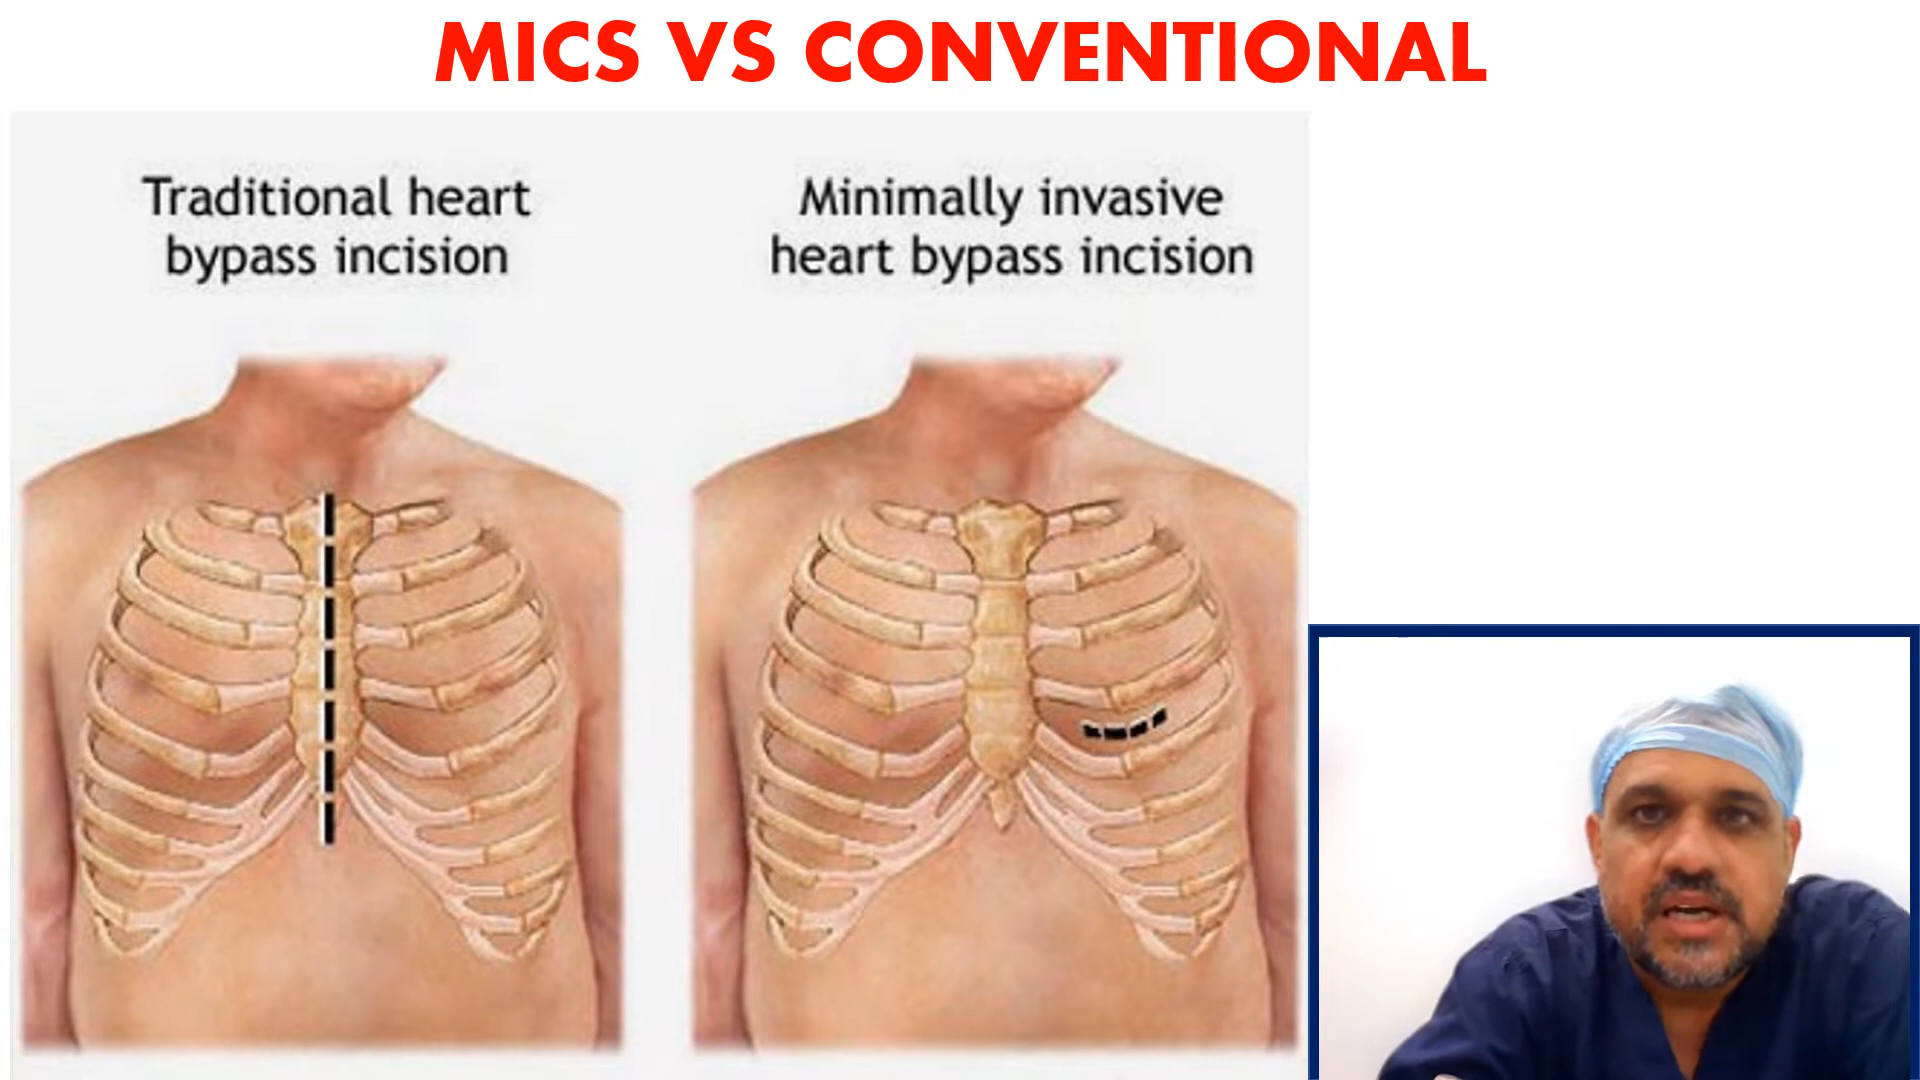 MICS VS CONVENTIONAL
Traditional heart
bypass incision
Minimally invasive
heart bypass incision